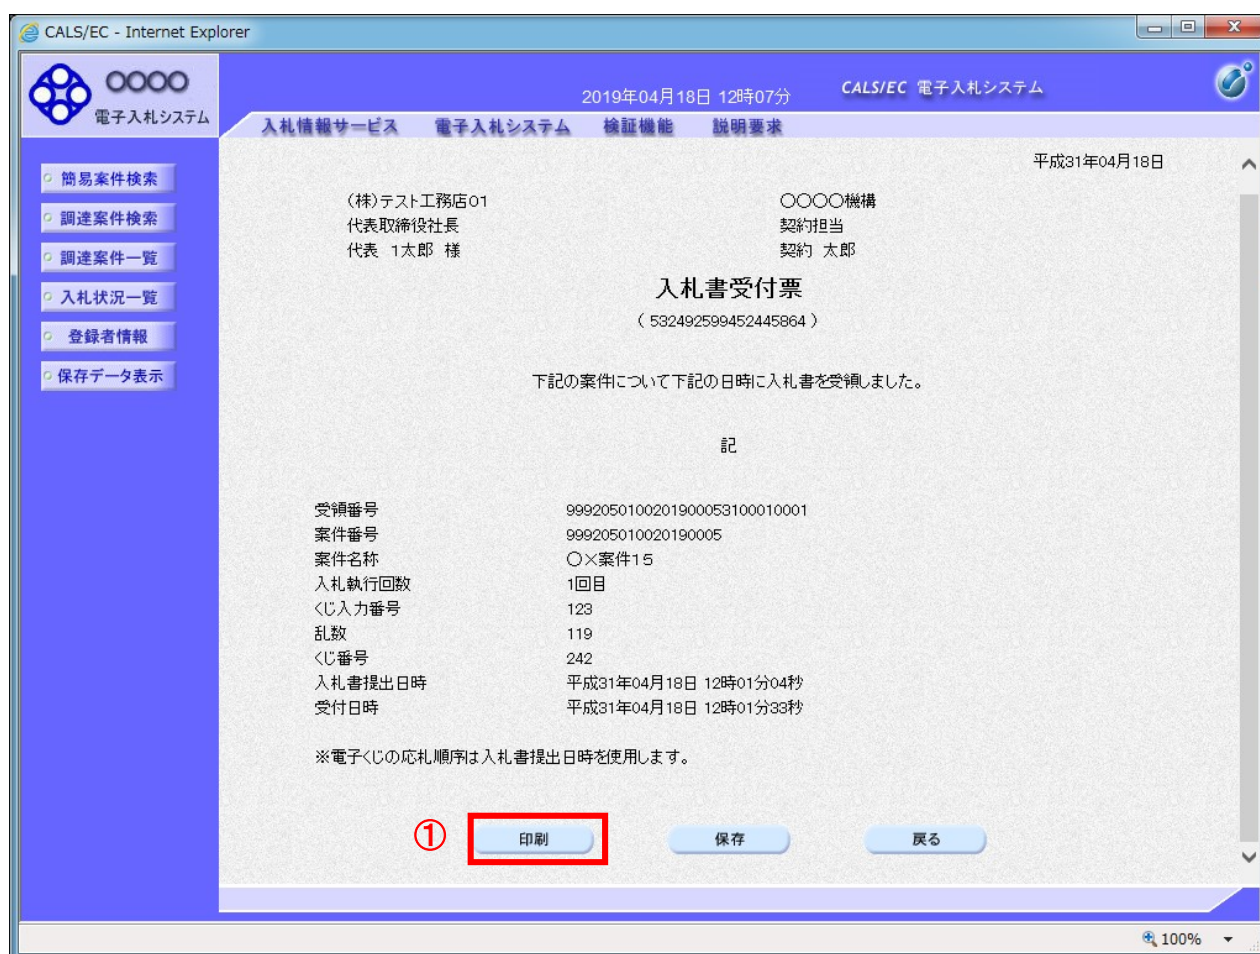 CALS/EC - Internet Explorer
○○○○
電子入札システム
2019年04月18日 12時07分
CALS/EC 電子入札システム
入札情報サービス 電子入札システム 検証機能 説明要求
簡易案件検索
調達案件検索
調達案件一覧
入札状況一覧
登録者情報
保存データ表示
平成31年04月18日
(株)テスト工務店01 ○○○○機構
代表取締役社長 契約担当
代表 1太郎 様 契約 太郎
入札書受付票
( 532492599452445864 )
下記の案件について下記の日時に入札書を受領しました。
記
受領番号 99920501002019000053100010001
案件番号 999205010020190005
案件名称 ○×案件15
入札執行回数 1回目
くじ入力番号 123
乱数 119
くじ番号 242
入札書提出日時 平成31年04月18日 12時01分04秒
受付日時 平成31年04月18日 12時01分33秒
※電子くじの応札順序は入札書提出日時を使用します。
① 印刷 保存 戻る
100%